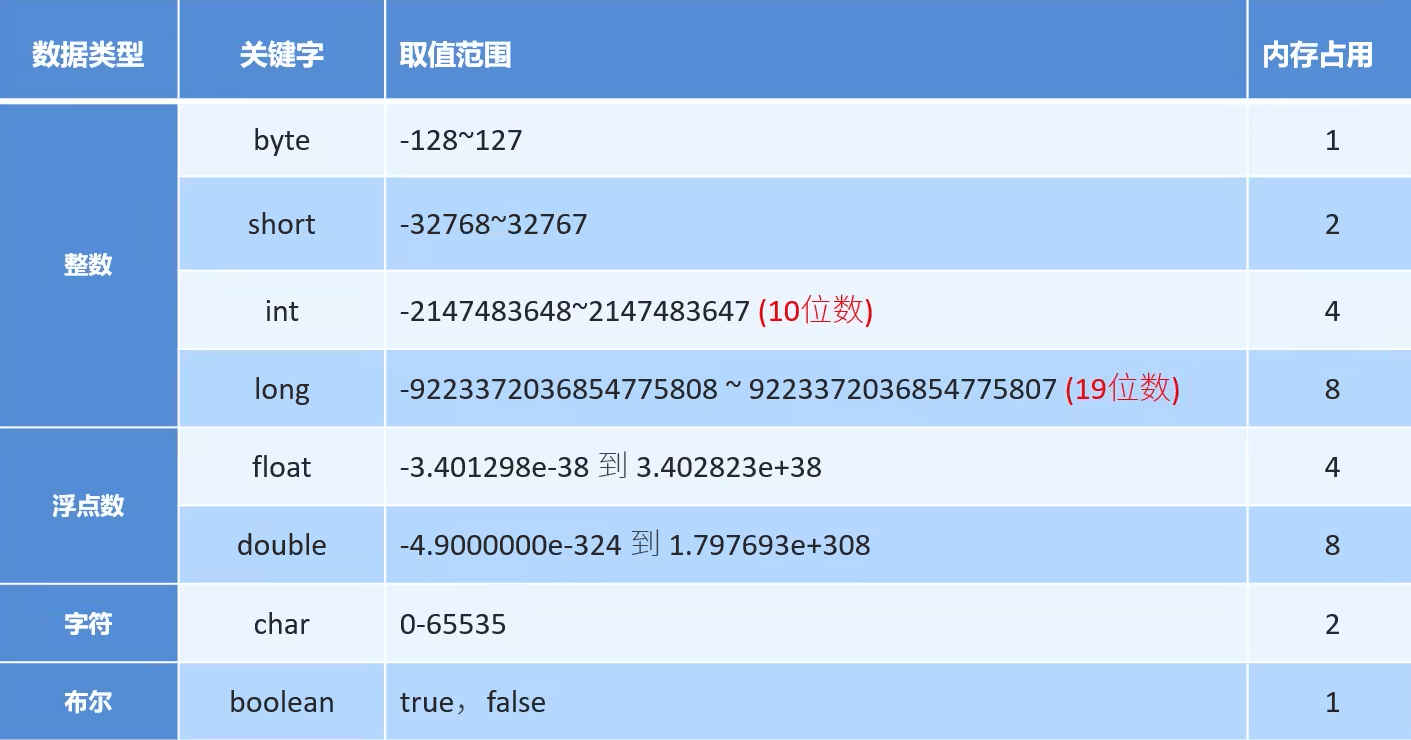 数据类型 关键字 取值范围 内存占用
整数 byte -128~127 1
short -32768~32767 2
int -2147483648~2147483647 (10位数) 4
long -9223372036854775808 ~ 9223372036854775807 (19位数) 8
浮点数 float -3.401298e-38 到 3.402823e+38 4
double -4.9000000e-324 到 1.797693e+308 8
字符 char 0-65535 2
布尔 boolean true，false 1